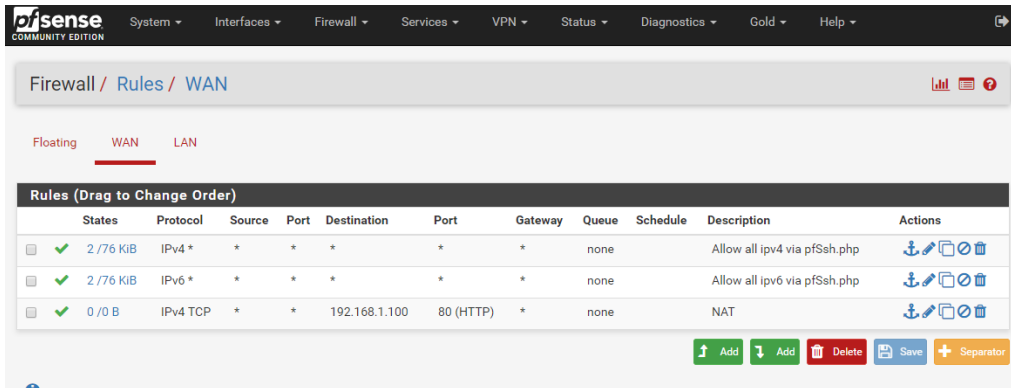 pfsense System Interfaces Firewall Services VPN Status Diagnostics Gold Help
COMMUNITY EDITION
Firewall / Rules / WAN
Floating WAN LAN
Rules (Drag to Change Order)
States Protocol Source Port Destination Port Gateway Queue Schedule Description Actions
2 /76 KiB IPv4 * * * * * * none Allow all ipv4 via pfSsh.php
2 /76 KiB IPv6 * * * * * * none Allow all ipv6 via pfSsh.php
0 /0 B IPv4 TCP * * 192.168.1.100 80 (HTTP) * none NAT
Add Add Delete Save Separator